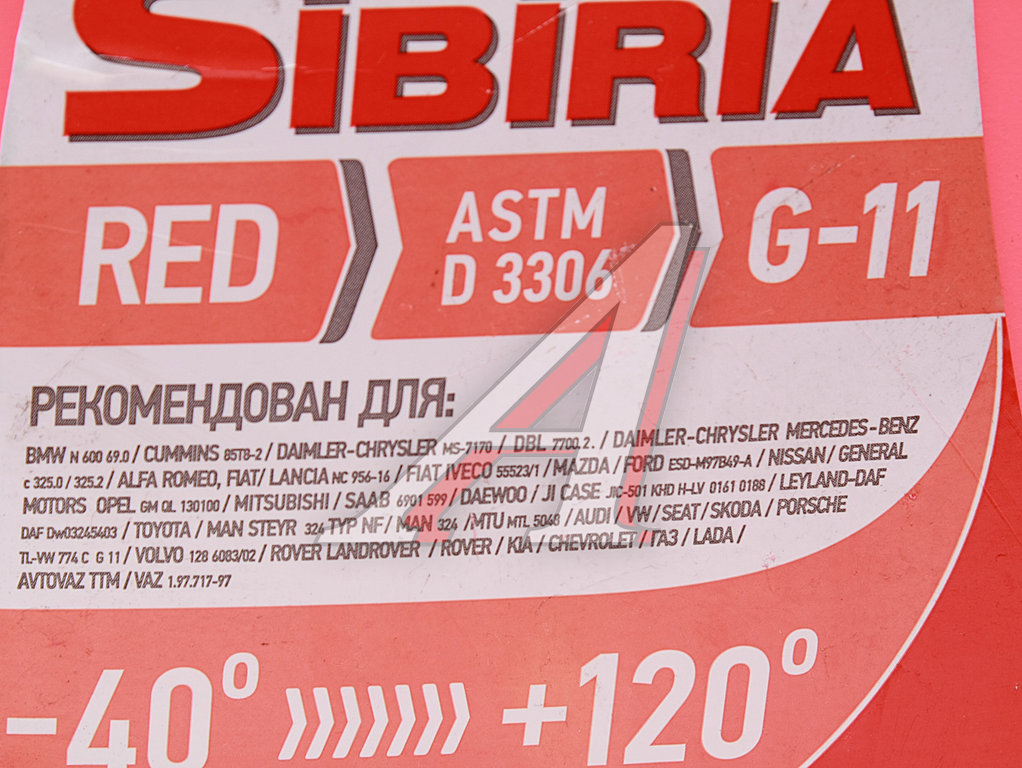 SIBIRIA
RED
ASTM
D 3306
G-11
РЕКОМЕНДОВАН ДЛЯ:
BMW N 600 69.0 / CUMMINS 85T8-2 / DAIMLER-CHRYSLER MS-7170 / DBL 7700.2. / DAIMLER-CHRYSLER MERCEDES-BENZ
c 325.0 / 325.2 / ALFA ROMEO, FIAT/ LANCIA NC 956-16 / FIAT IVECO 55523/1 / MAZDA / FORD ESD-M97B49-A / NISSAN / GENERAL
MOTORS OPEL GM QL 130100 / MITSUBISHI / SAAB 6901 599 / DAEWOO / JI CASE JIC-501 KHD H-LV 0161 0188 / LEYLAND-DAF
DAF Dw03245403 / TOYOTA / MAN STEYR 324 TYP NF/ MAN 324 /MTU MTL 5048 / AUDI / VW/ SEAT/ SKODA / PORSCHE
TL-VW 774 C G 11 / VOLVO 128 6083/02 / ROVER LANDROVER / ROVER / KIA / CHEVROLET / ГАЗ / LADA /
AVTOVAZ TTM / VAZ 1.97.717-97
-40° +120°